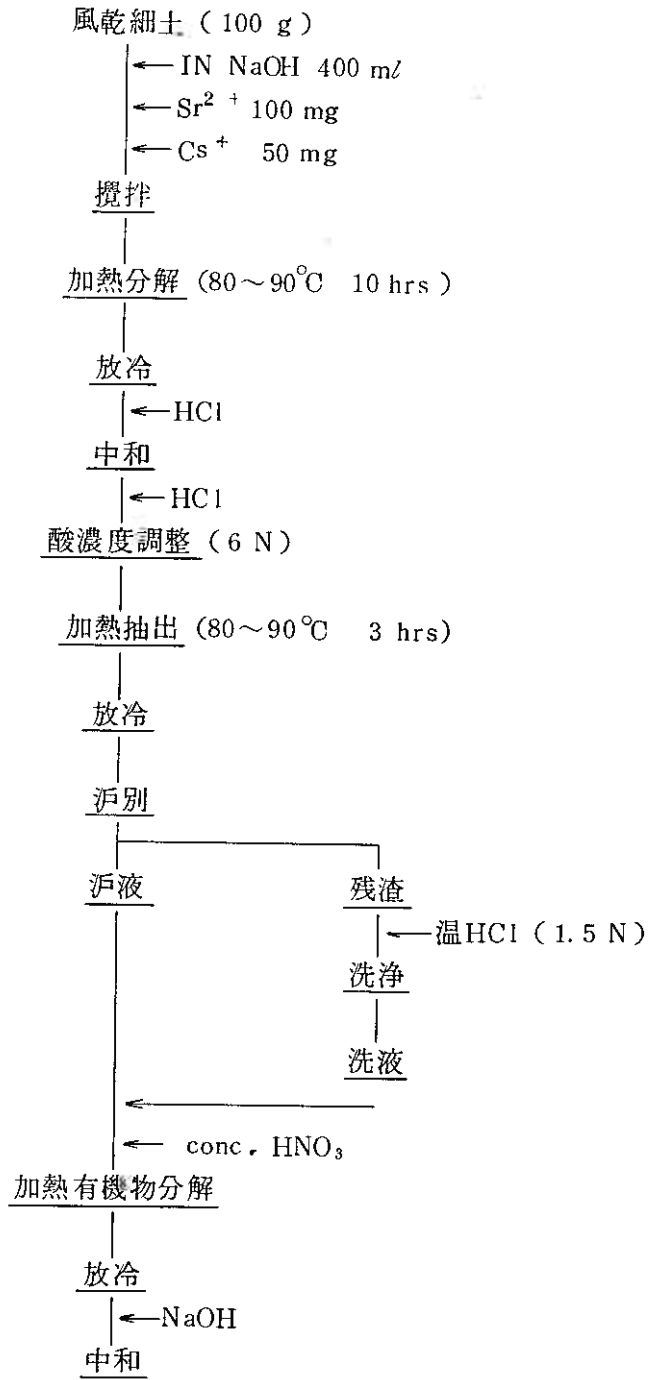 風乾細土（100 g）
IN NaOH 400 ml
Sr²⁺ 100 mg
Cs⁺ 50 mg
攪拌
加熱分解（80～90℃ 10 hrs）
放冷
HCl
中和
HCl
酸濃度調整（6 N）
加熱抽出（80～90℃ 3 hrs）
放冷
沪別
沪液
残渣
温HCl（1.5 N）
洗浄
洗液
conc. HNO₃
加熱有機物分解
放冷
NaOH
中和